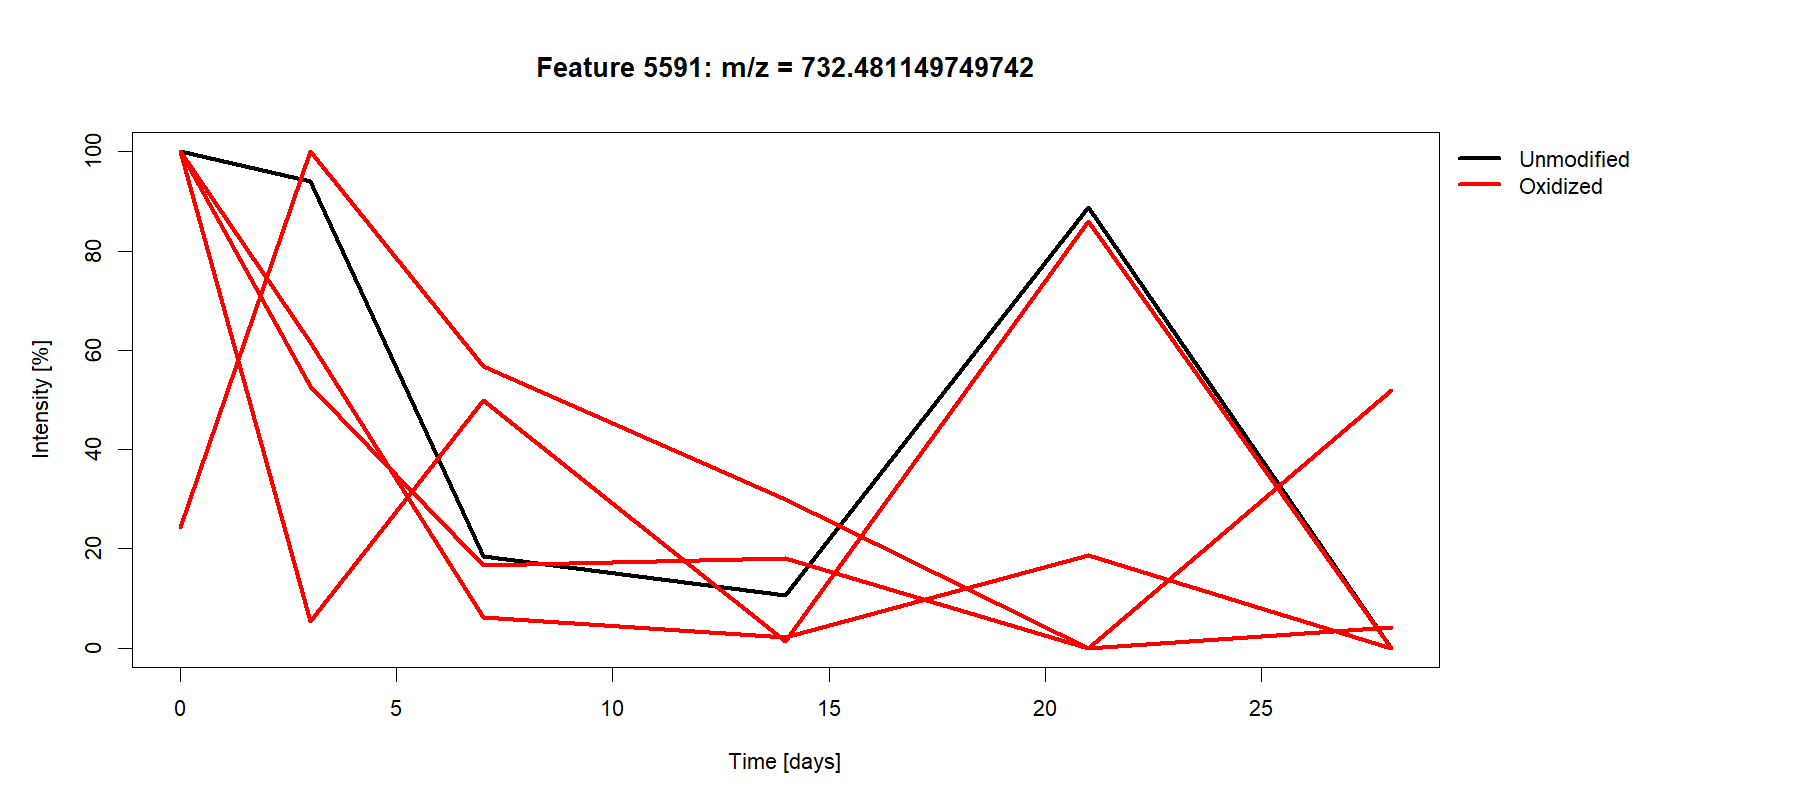 Feature 5591: m/z = 732.481149749742
100
80
60
40
20
0
Intensity [%]
0 5 10 15 20 25
Time [days]
Unmodified
Oxidized